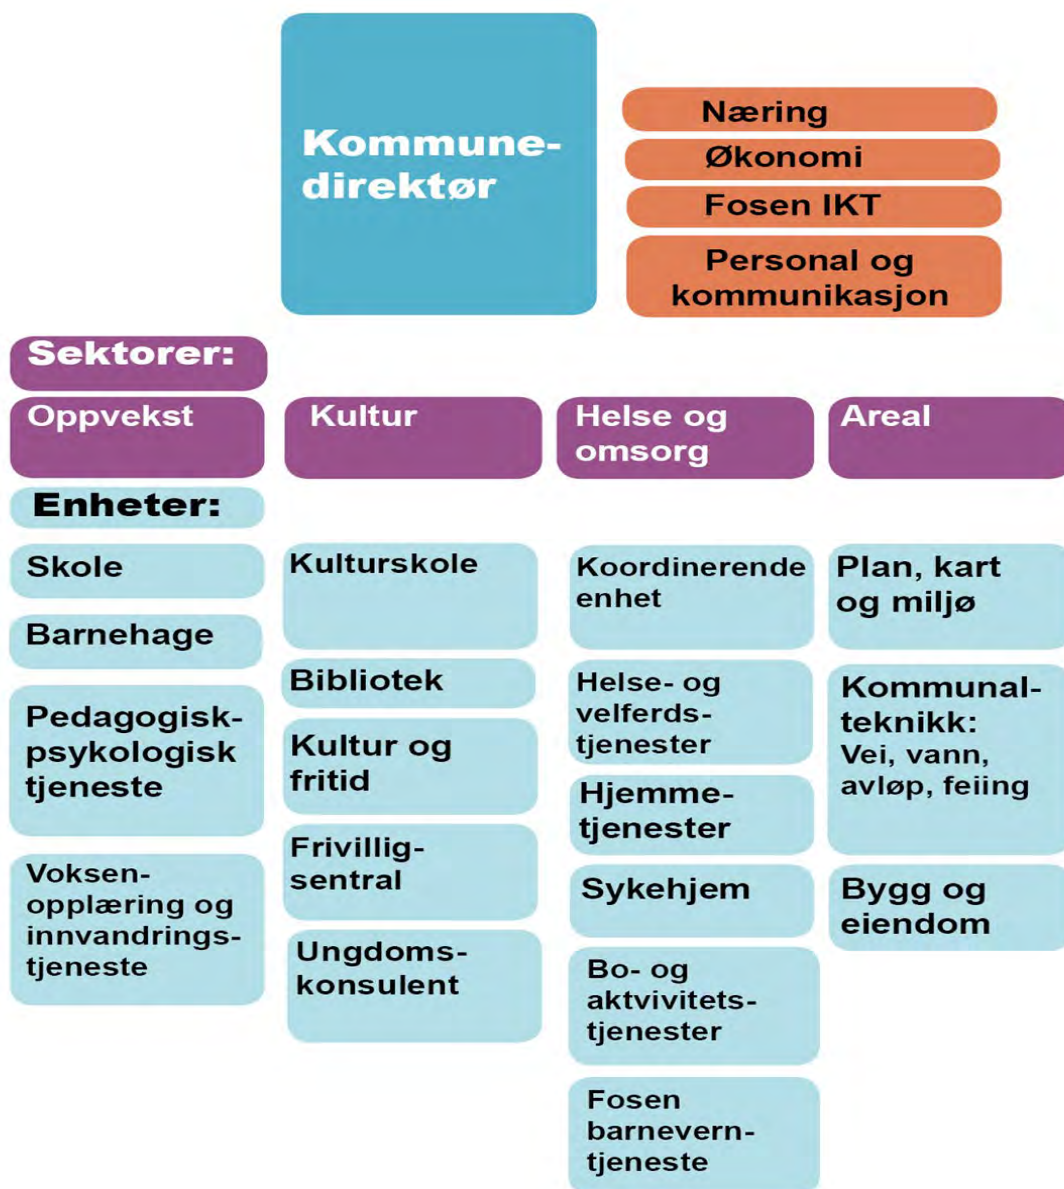 Kommune-
direktør
Næring
Økonomi
Fosen IKT
Personal og
kommunikasjon
Sektorer:
Oppvekst
Kultur
Helse og
omsorg
Areal
Enheter:
Skole
Barnehage
Pedagogisk-
psykologisk
tjeneste
Voksen-
opplæring og
innvandrings-
tjeneste
Kulturskole
Bibliotek
Kultur og
fritid
Frivillig-
sentral
Ungdoms-
konsulent
Koordinerende
enhet
Helse- og
velferds-
tjenester
Hjemme-
tjenester
Sykehjem
Bo- og
aktvivitets-
tjenester
Fosen
barnevern-
tjeneste
Plan, kart
og miljø
Kommunal-
teknikk:
Vei, vann,
avløp, feiing
Bygg og
eiendom